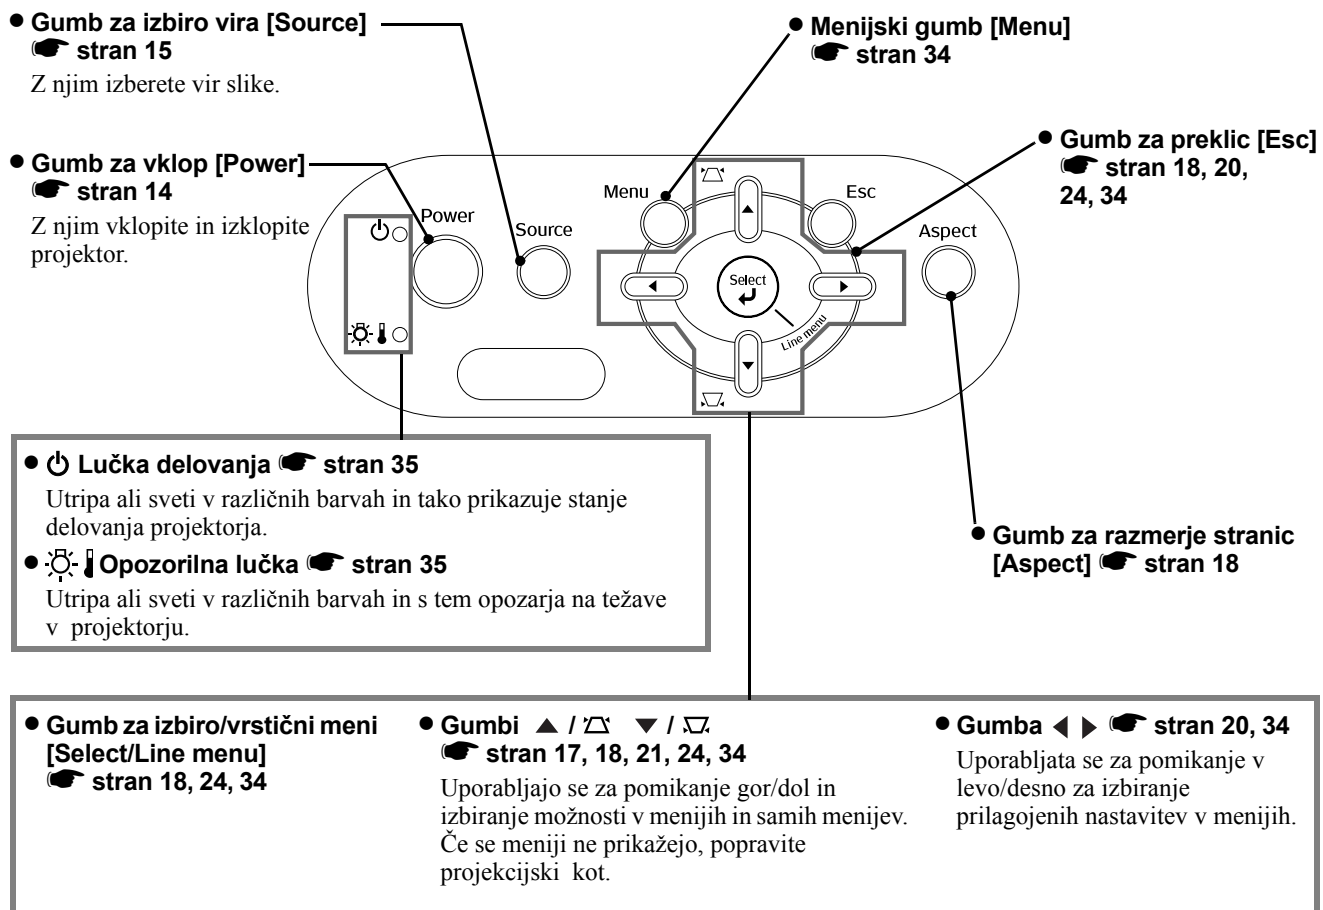 ● Gumb za izbiro vira [Source]
☛ stran 15
Z njim izberete vir slike.
● Menijski gumb [Menu]
☛ stran 34
● Gumb za vklop [Power]
☛ stran 14
Z njim vklopite in izklopite
projektor.
● Gumb za preklic [Esc]
☛ stran 18, 20,
24, 34
Power
Source
Menu
Esc
Aspect
Select
Line menu
● Lučka delovanja ☛ stran 35
Utripa ali sveti v različnih barvah in tako prikazuje stanje
delovanja projektorja.
● Opozorilna lučka ☛ stran 35
Utripa ali sveti v različnih barvah in s tem opozarja na težave
v projektorju.
● Gumb za razmerje stranic
[Aspect] ☛ stran 18
● Gumb za izbiro/vrstični meni
[Select/Line menu]
☛ stran 18, 24, 34
● Gumbi ▲ / ▼ /
☛ stran 17, 18, 21, 24, 34
Uporabljajo se za pomikanje gor/dol in
izbiranje možnosti v menijih in samih menijev.
Če se meniji ne prikažejo, popravite
projekcijski kot.
● Gumba ◀ ▶ ☛ stran 20, 34
Uporabljata se za pomikanje v
levo/desno za izbiranje
prilagojenih nastavitev v menijih.